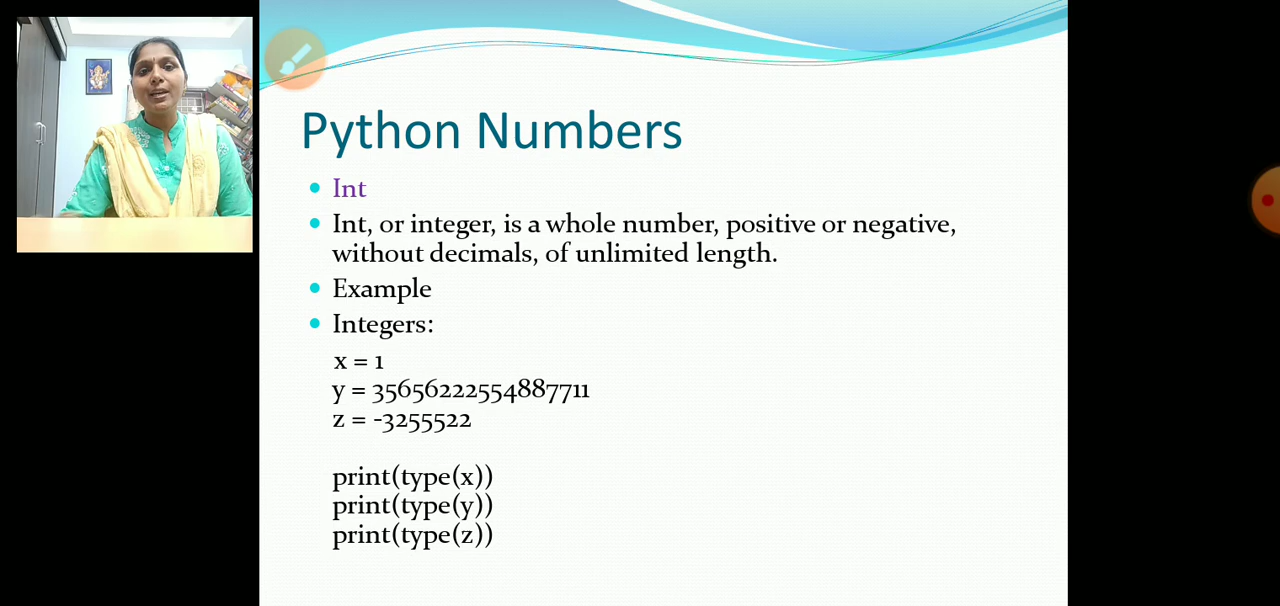 Python Numbers
Int
Int, or integer, is a whole number, positive or negative,
without decimals, of unlimited length.
Example
Integers:
x = 1
y = 35656222554887711
z = -3255522
print(type(x))
print(type(y))
print(type(z))